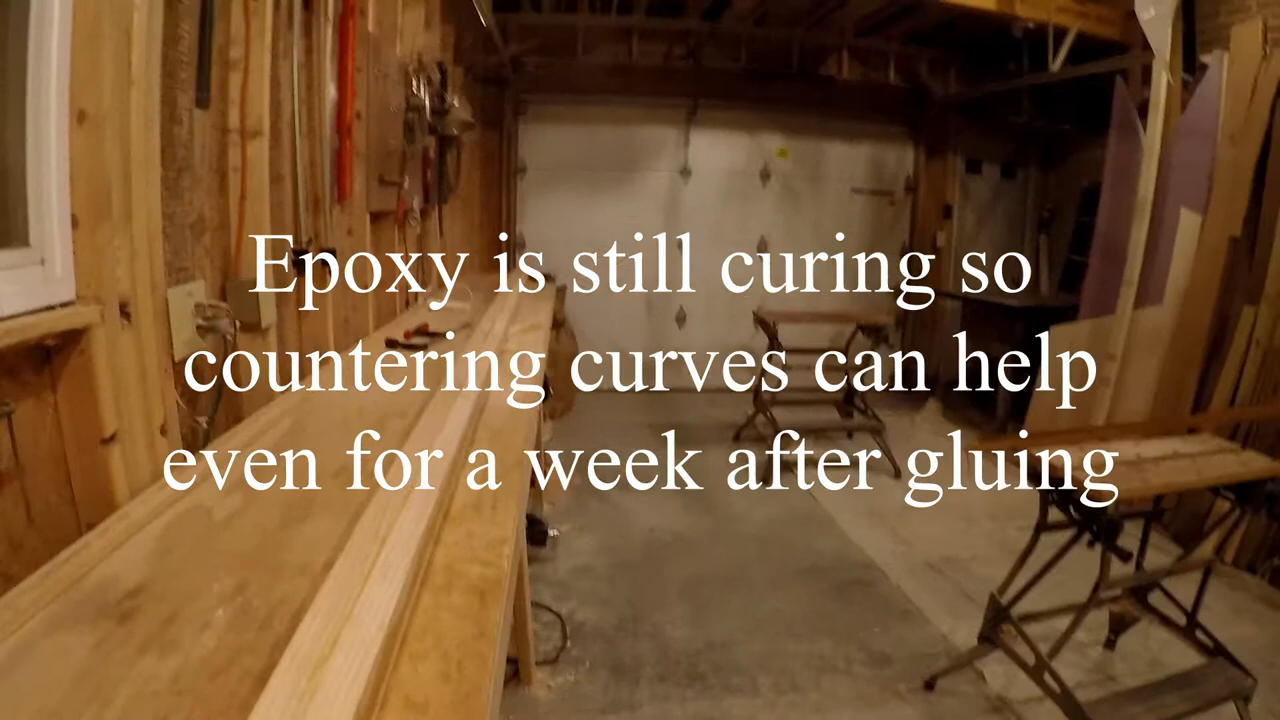 Epoxy is still curing so
countering curves can help
even for a week after gluing